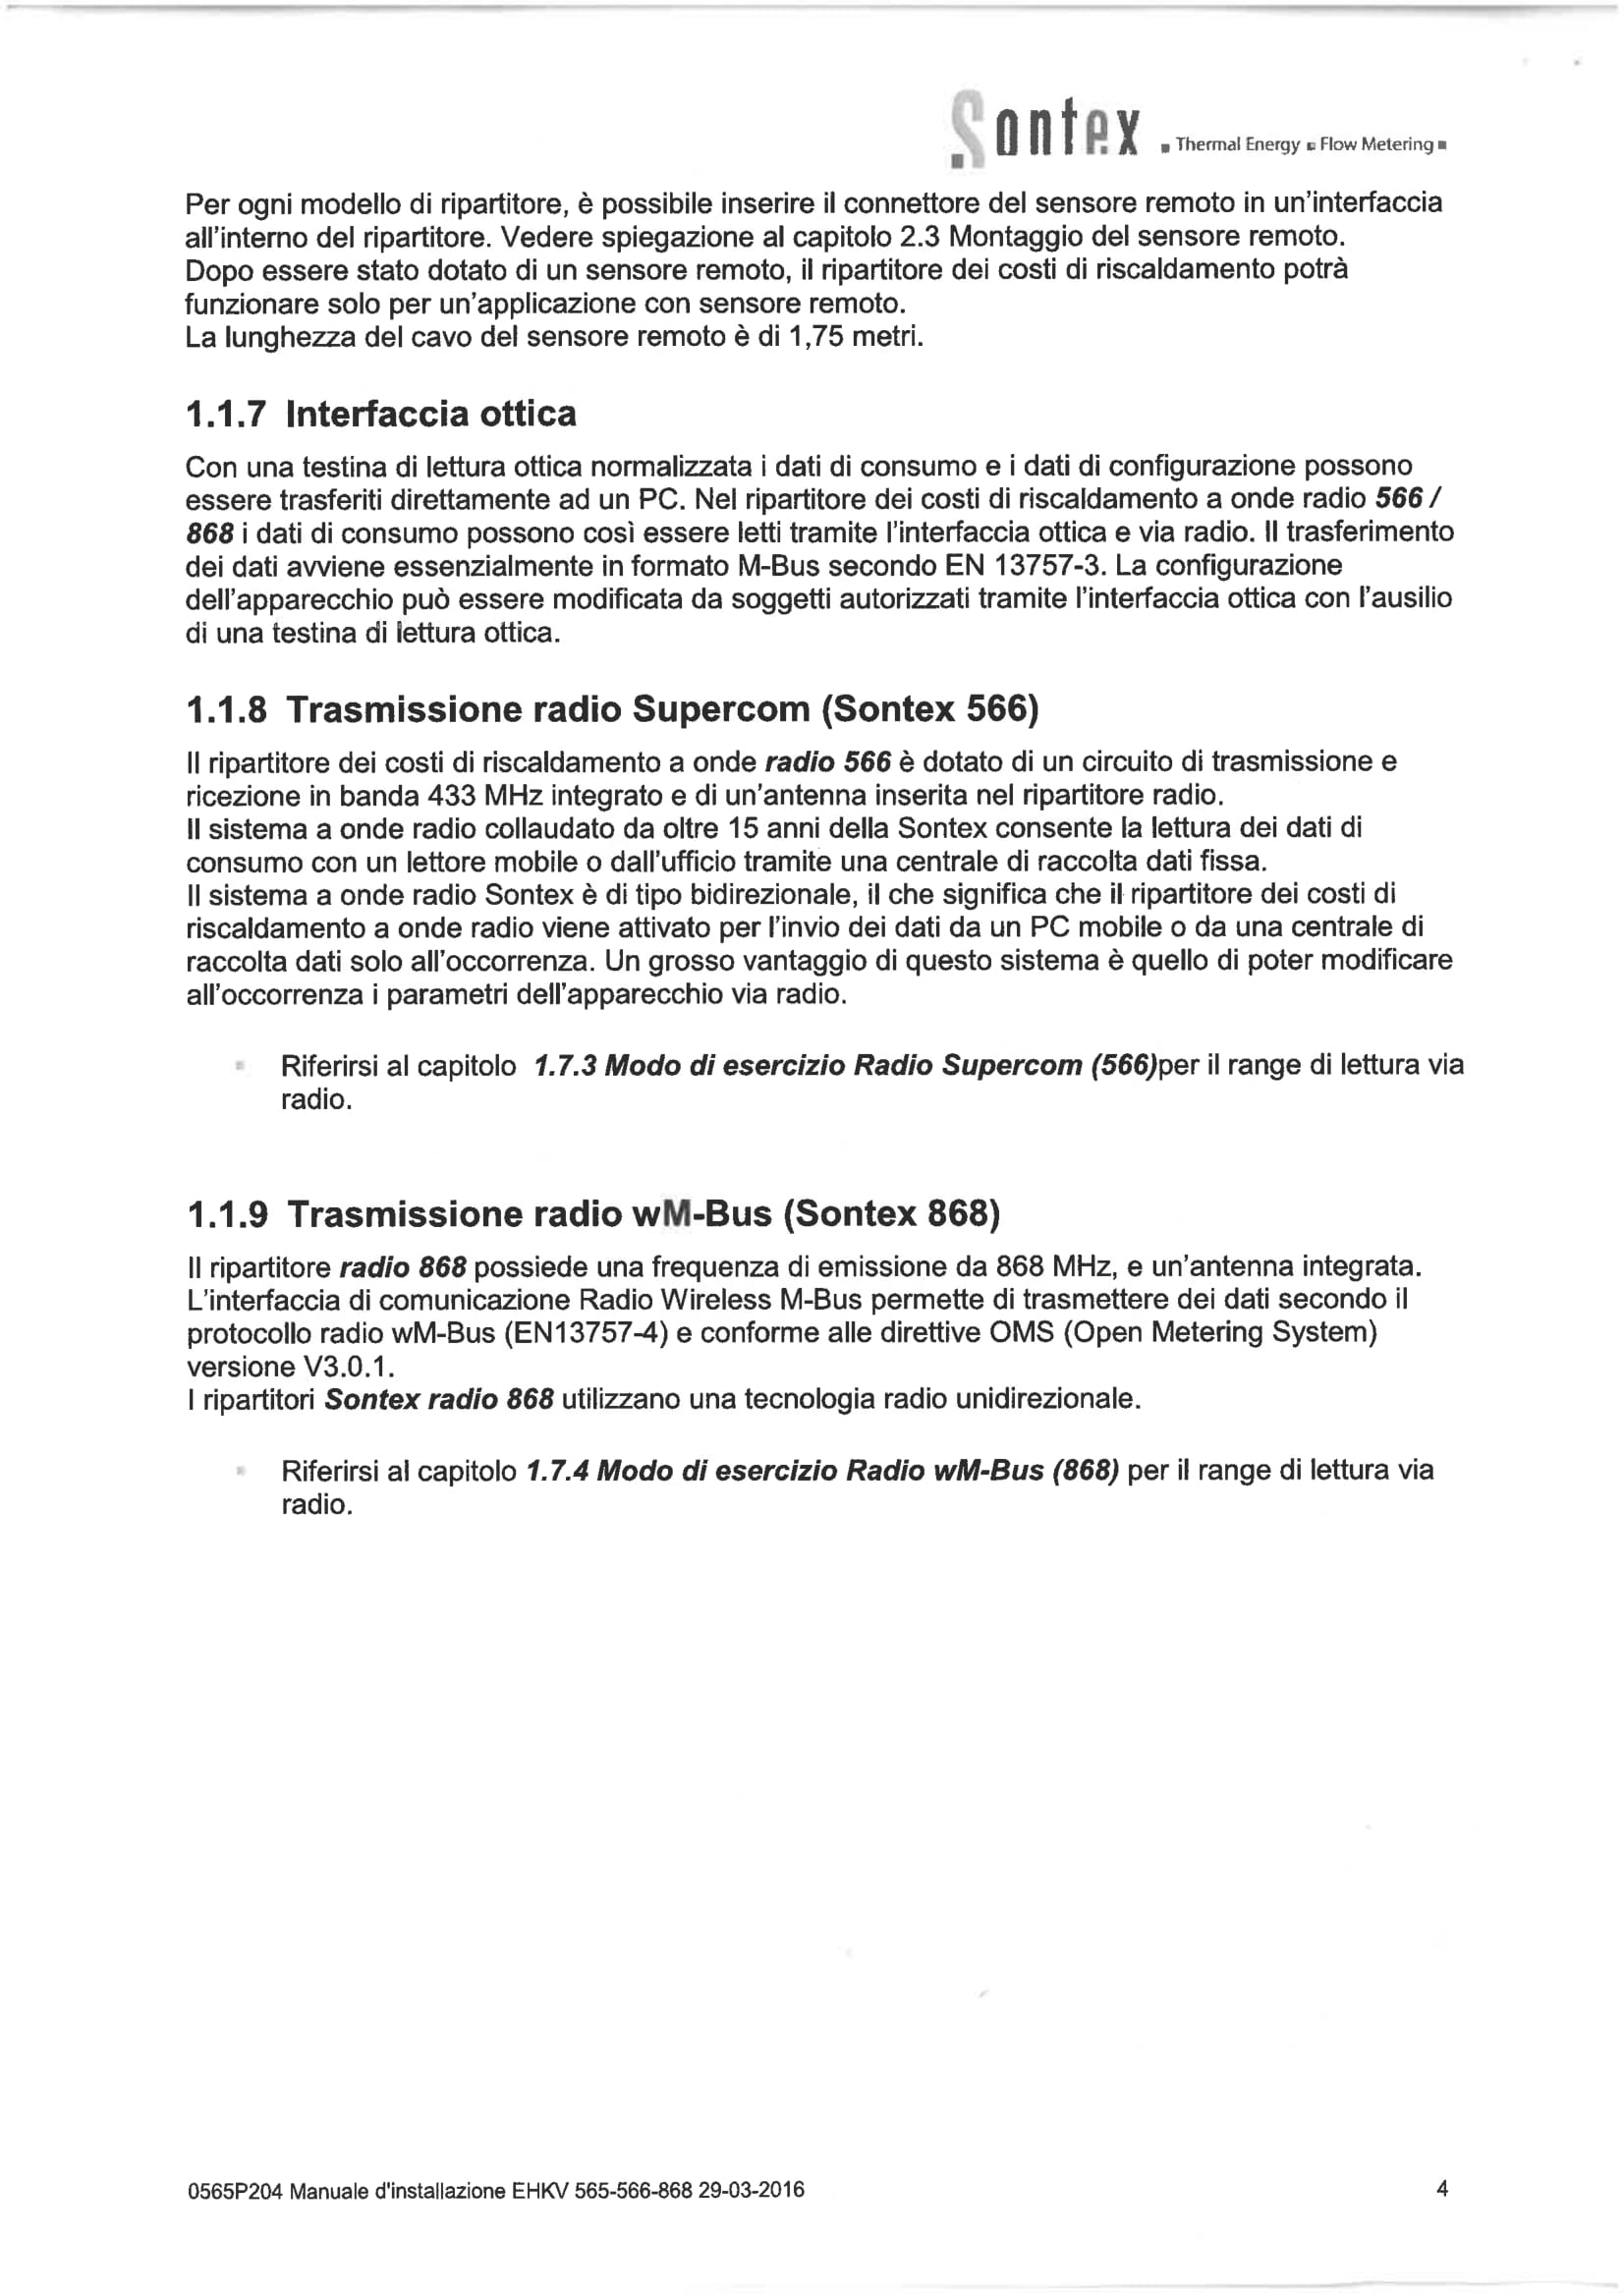 Sontex ▪ Thermal Energy ▪ Flow Metering ▪
Per ogni modello di ripartitore, è possibile inserire il connettore del sensore remoto in un'interfaccia
all'interno del ripartitore. Vedere spiegazione al capitolo 2.3 Montaggio del sensore remoto.
Dopo essere stato dotato di un sensore remoto, il ripartitore dei costi di riscaldamento potrà
funzionare solo per un'applicazione con sensore remoto.
La lunghezza del cavo del sensore remoto è di 1,75 metri.
1.1.7 Interfaccia ottica
Con una testina di lettura ottica normalizzata i dati di consumo e i dati di configurazione possono
essere trasferiti direttamente ad un PC. Nel ripartitore dei costi di riscaldamento a onde radio 566 /
868 i dati di consumo possono così essere letti tramite l'interfaccia ottica e via radio. Il trasferimento
dei dati avviene essenzialmente in formato M-Bus secondo EN 13757-3. La configurazione
dell'apparecchio può essere modificata da soggetti autorizzati tramite l'interfaccia ottica con l'ausilio
di una testina di lettura ottica.
1.1.8 Trasmissione radio Supercom (Sontex 566)
Il ripartitore dei costi di riscaldamento a onde radio 566 è dotato di un circuito di trasmissione e
ricezione in banda 433 MHz integrato e di un'antenna inserita nel ripartitore radio.
Il sistema a onde radio collaudato da oltre 15 anni della Sontex consente la lettura dei dati di
consumo con un lettore mobile o dall'ufficio tramite una centrale di raccolta dati fissa.
Il sistema a onde radio Sontex è di tipo bidirezionale, il che significa che il ripartitore dei costi di
riscaldamento a onde radio viene attivato per l'invio dei dati da un PC mobile o da una centrale di
raccolta dati solo all'occorrenza. Un grosso vantaggio di questo sistema è quello di poter modificare
all'occorrenza i parametri dell'apparecchio via radio.
▪ Riferirsi al capitolo 1.7.3 Modo di esercizio Radio Supercom (566)per il range di lettura via
radio.
1.1.9 Trasmissione radio wM-Bus (Sontex 868)
Il ripartitore radio 868 possiede una frequenza di emissione da 868 MHz, e un'antenna integrata.
L'interfaccia di comunicazione Radio Wireless M-Bus permette di trasmettere dei dati secondo il
protocollo radio wM-Bus (EN13757-4) e conforme alle direttive OMS (Open Metering System)
versione V3.0.1.
I ripartitori Sontex radio 868 utilizzano una tecnologia radio unidirezionale.
▪ Riferirsi al capitolo 1.7.4 Modo di esercizio Radio wM-Bus (868) per il range di lettura via
radio.
0565P204 Manuale d'installazione EHKV 565-566-868 29-03-2016 4